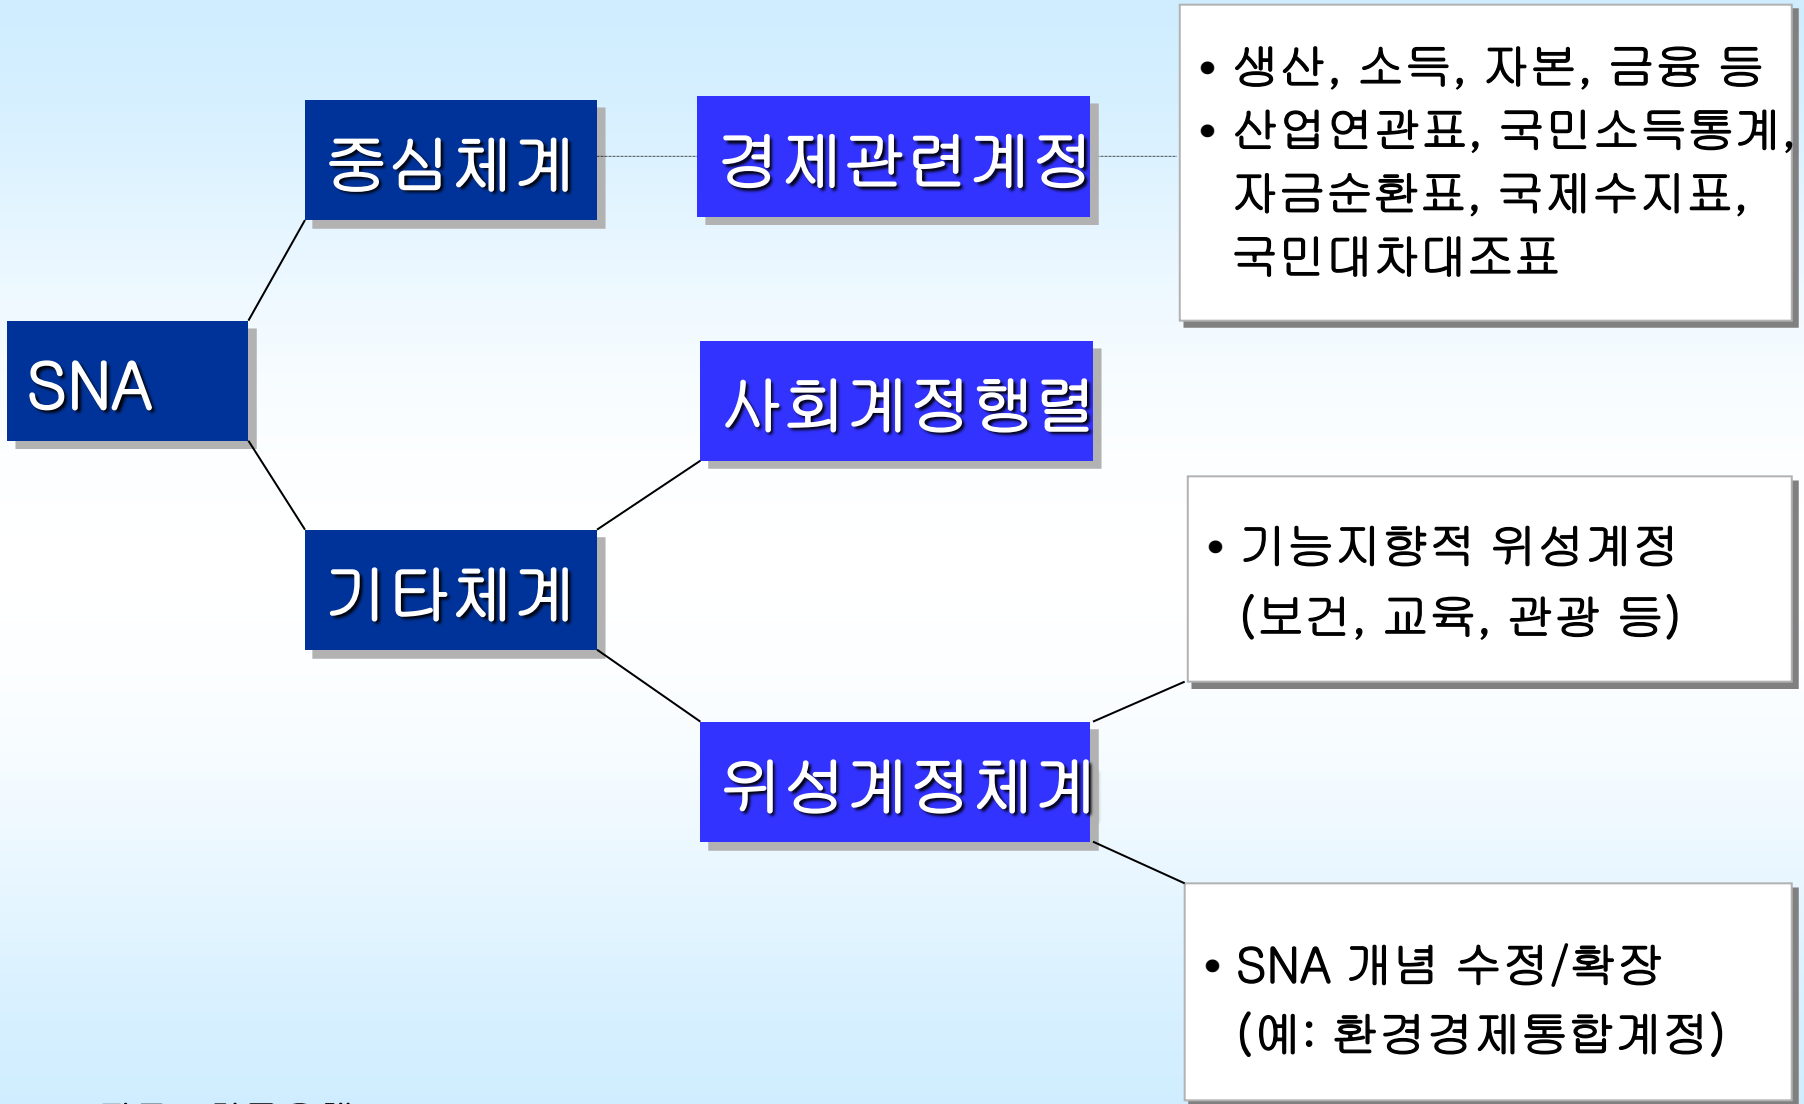 • 생산, 소득, 자본, 금융 등
• 산업연관표, 국민소득통계,
자금순환표, 국제수지표,
국민대차대조표
중심체계
경제관련계정
SNA
사회계정행렬
기타체계
• 기능지향적 위성계정
(보건, 교육, 관광 등)
위성계정체계
• SNA 개념 수정/확장
(예: 환경경제통합계정)